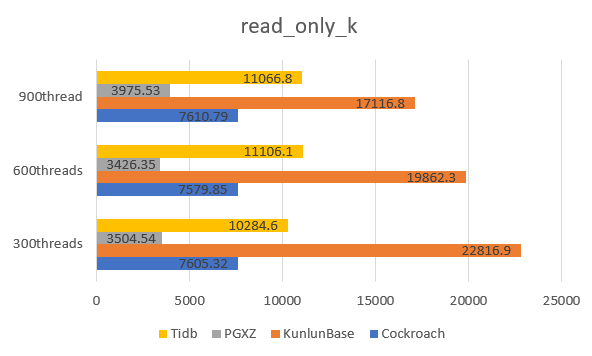 read_only_k
900thread
11066.8
3975.53
17116.8
7610.79
600threads
11106.1
3426.35
19862.3
7579.85
300threads
10284.6
3504.54
22816.9
7605.32
0 5000 10000 15000 20000 25000
Tidb PGXZ KunlunBase Cockroach